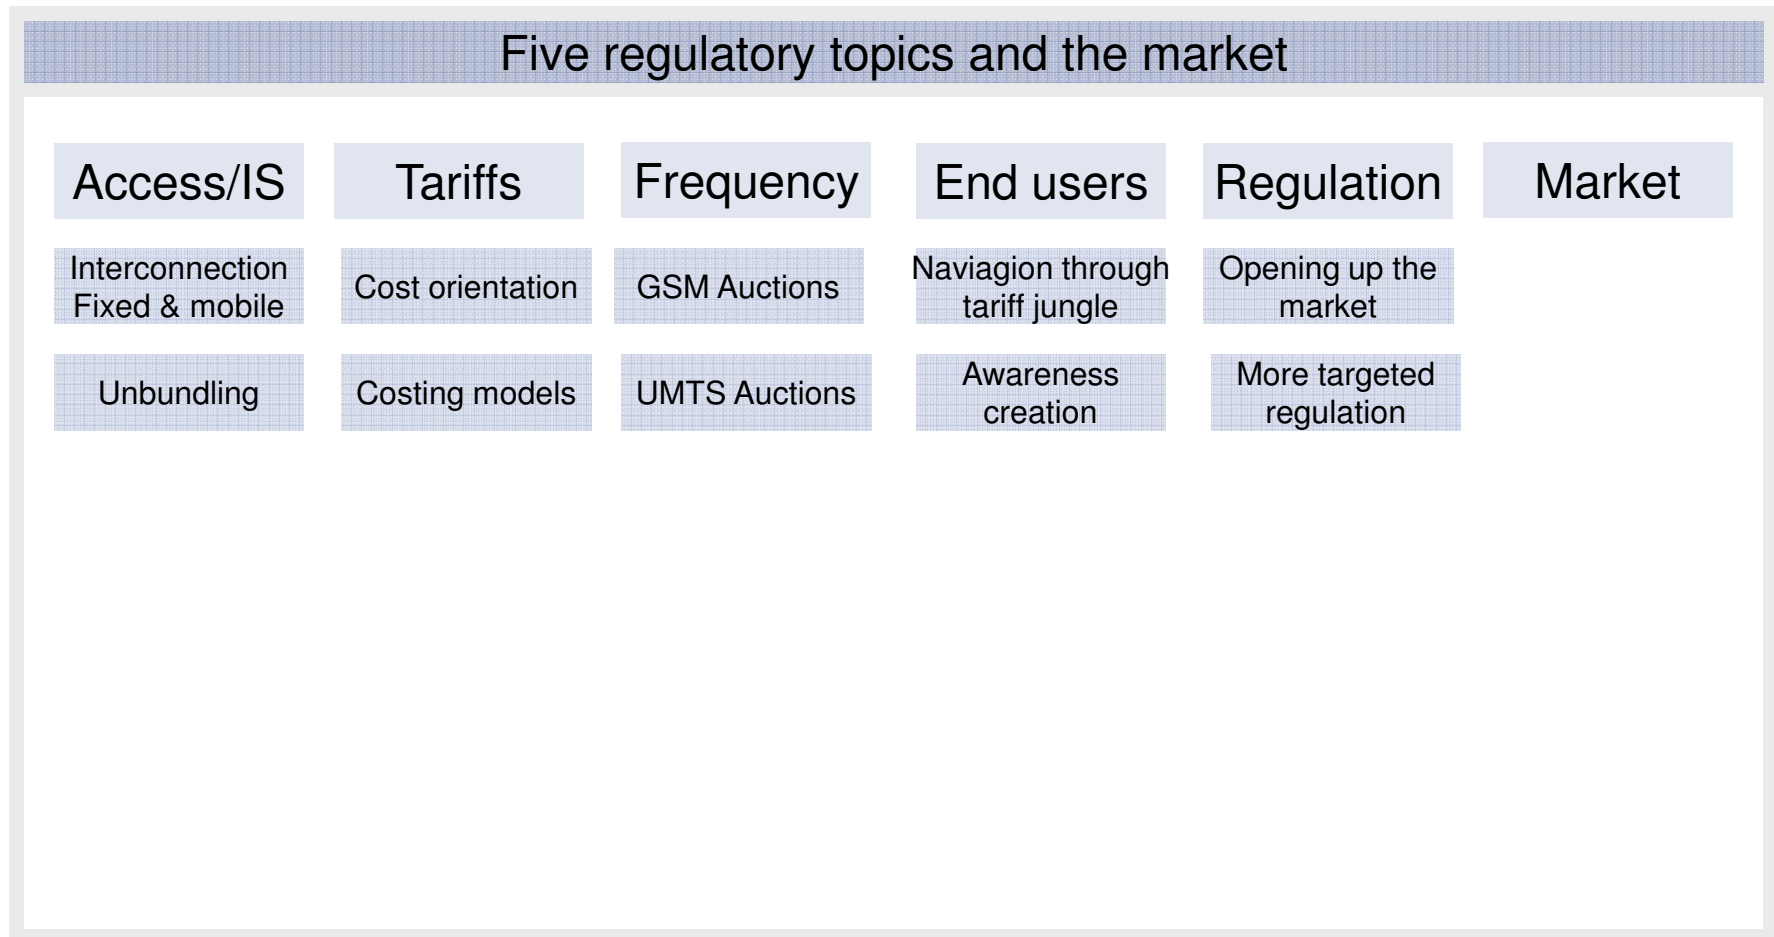 Five regulatory topics and the market
Access/IS
Tariffs
Frequency
End users
Regulation
Market
Interconnection
Fixed & mobile
Cost orientation
GSM Auctions
Naviagion through
tariff jungle
Opening up the
market
Unbundling
Costing models
UMTS Auctions
Awareness
creation
More targeted
regulation